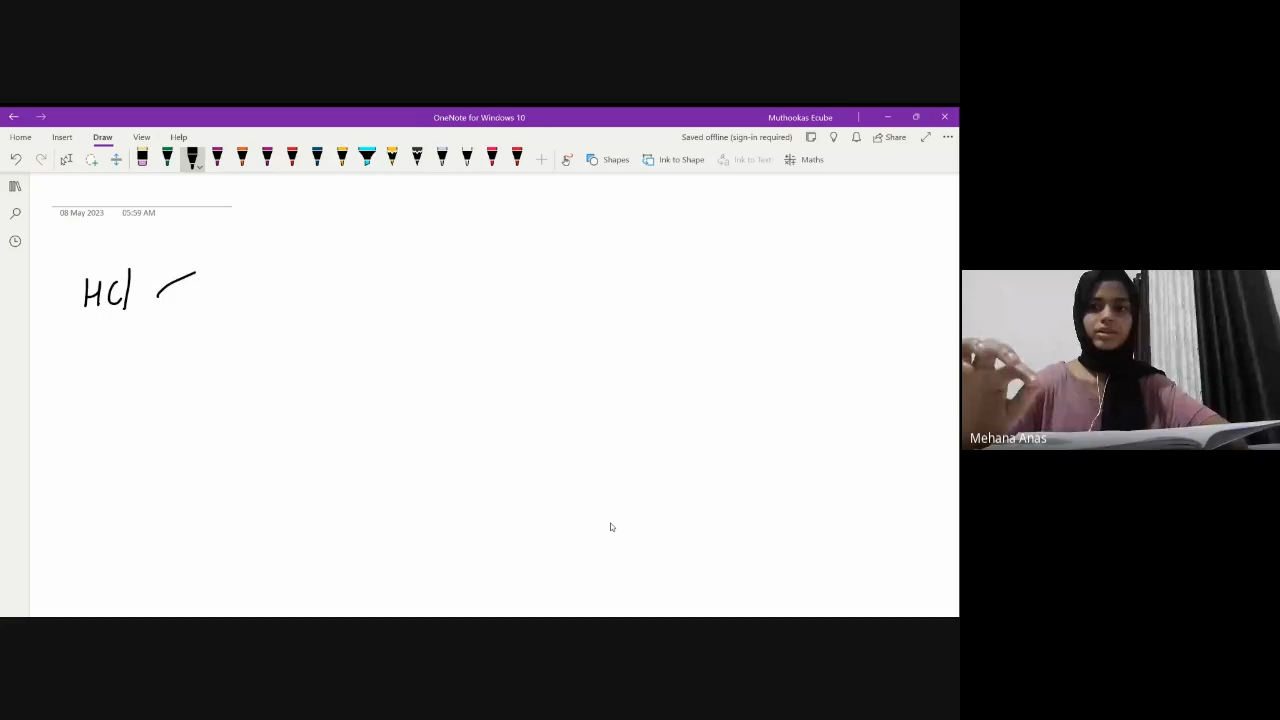 OneNote for Windows 10
Muthookas Ecube
Home Insert Draw View Help
Saved offline (sign-in required)
Share
Shapes
Ink to Shape
Ink to Text
Maths
08 May 2023 05:59 AM
HCl
Mehana Anas